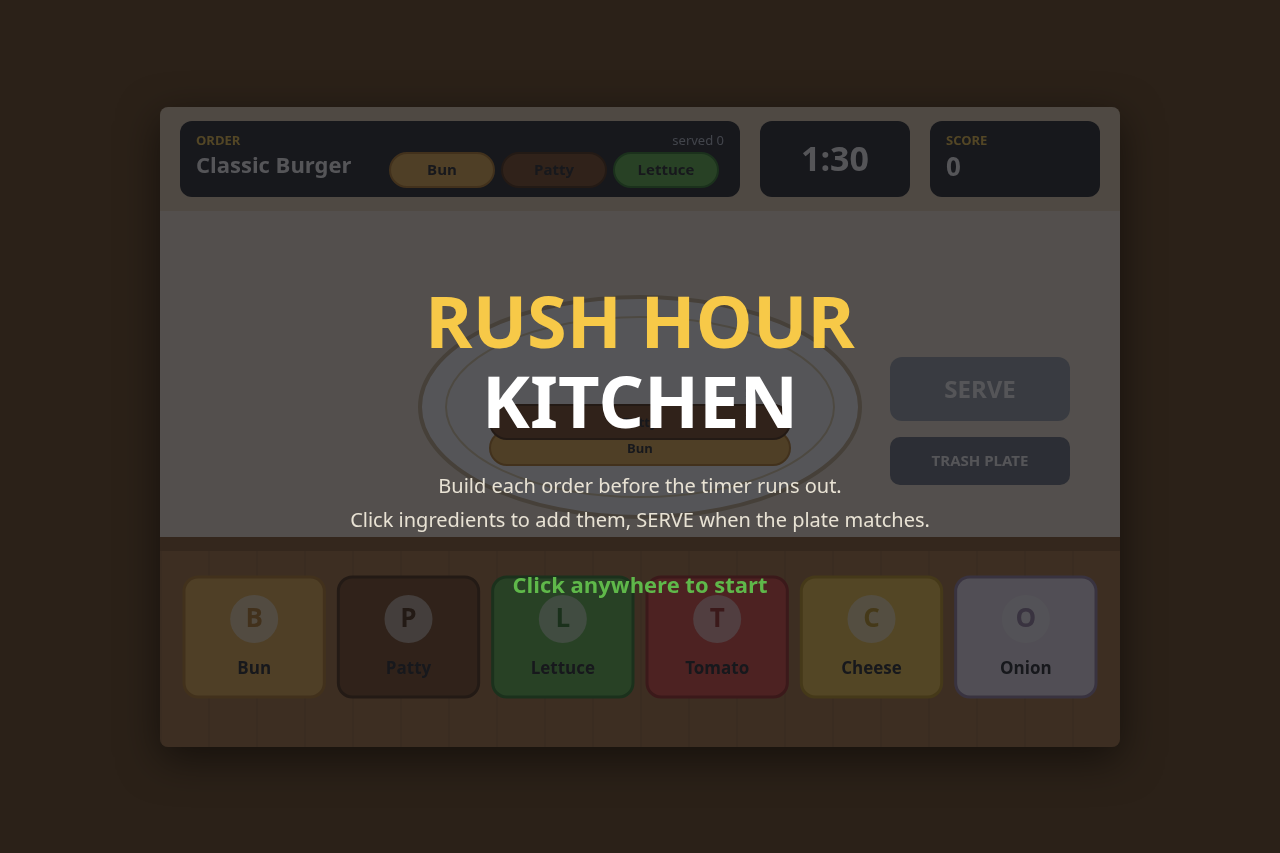 ORDER
served 0
Classic Burger
Bun
Patty
Lettuce
1:30
SCORE
0
RUSH HOUR
KITCHEN
Bun
SERVE
TRASH PLATE
Build each order before the timer runs out.
Click ingredients to add them, SERVE when the plate matches.
Click anywhere to start
B
P
L
T
C
O
Bun
Patty
Lettuce
Tomato
Cheese
Onion